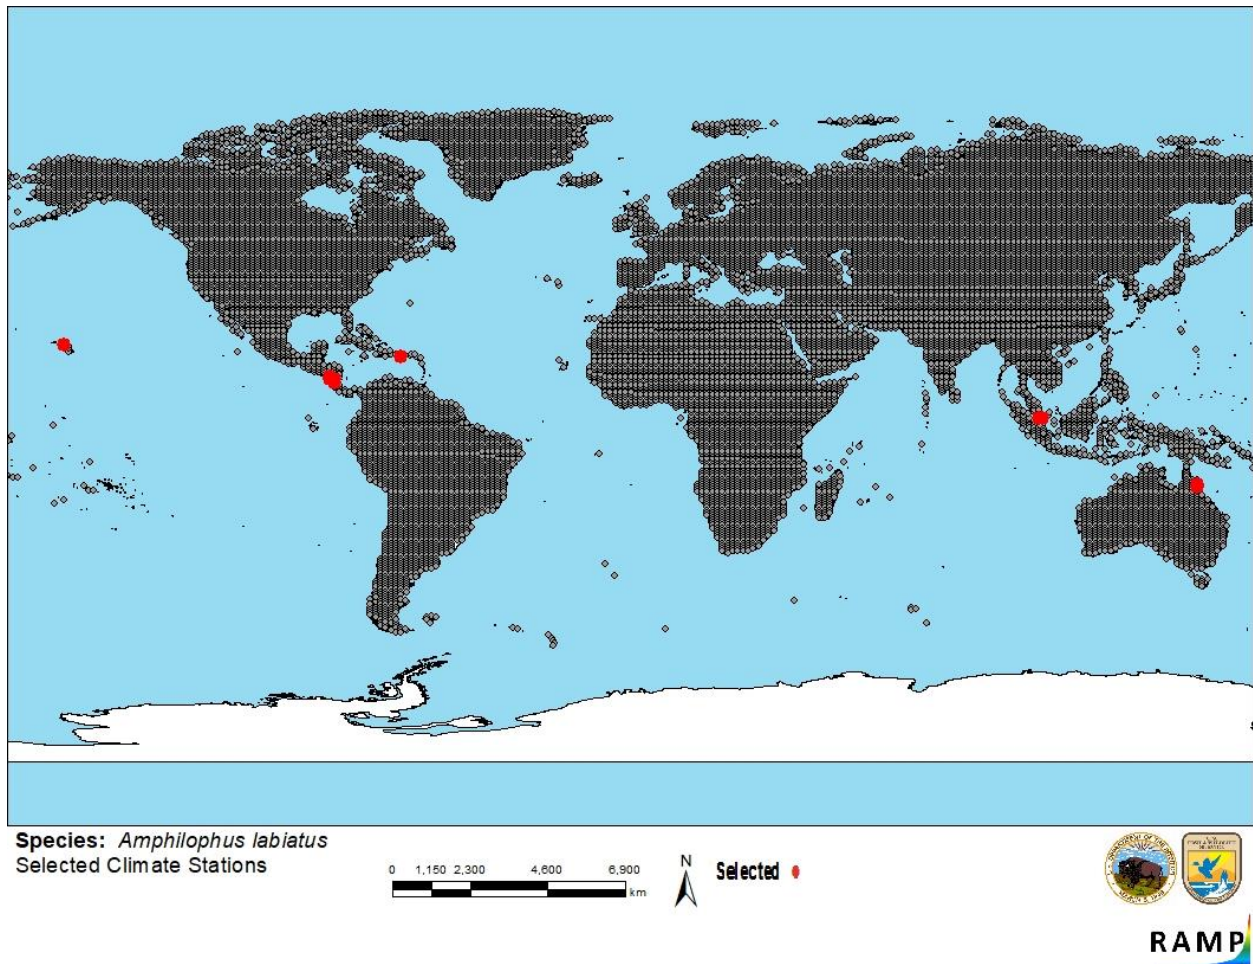 Species: Amphilophus labiatus
Selected Climate Stations
0 1,150 2,300 4,600 6,900
km
N
Selected
RAMP